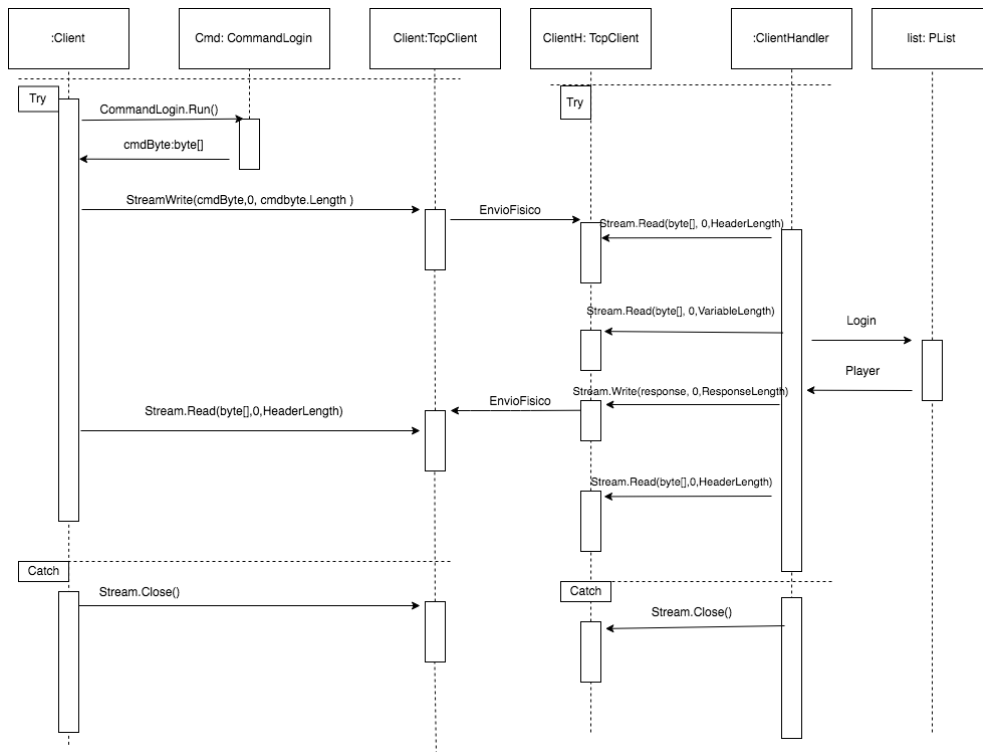 :Client
Cmd: CommandLogin
Client:TcpClient
ClientH: TcpClient
:ClientHandler
list: PList
Try
Try
CommandLogin.Run()
cmdByte:byte[]
StreamWrite(cmdByte,0, cmdbyte.Length )
EnvioFisico
Stream.Read(byte[], 0,HeaderLength)
Stream.Read(byte[], 0,VariableLength)
Login
Player
Stream.Write(response, 0,ResponseLength)
EnvioFisico
Stream.Read(byte[],0,HeaderLength)
Stream.Read(byte[],0,HeaderLength)
Catch
Stream.Close()
Catch
Stream.Close()